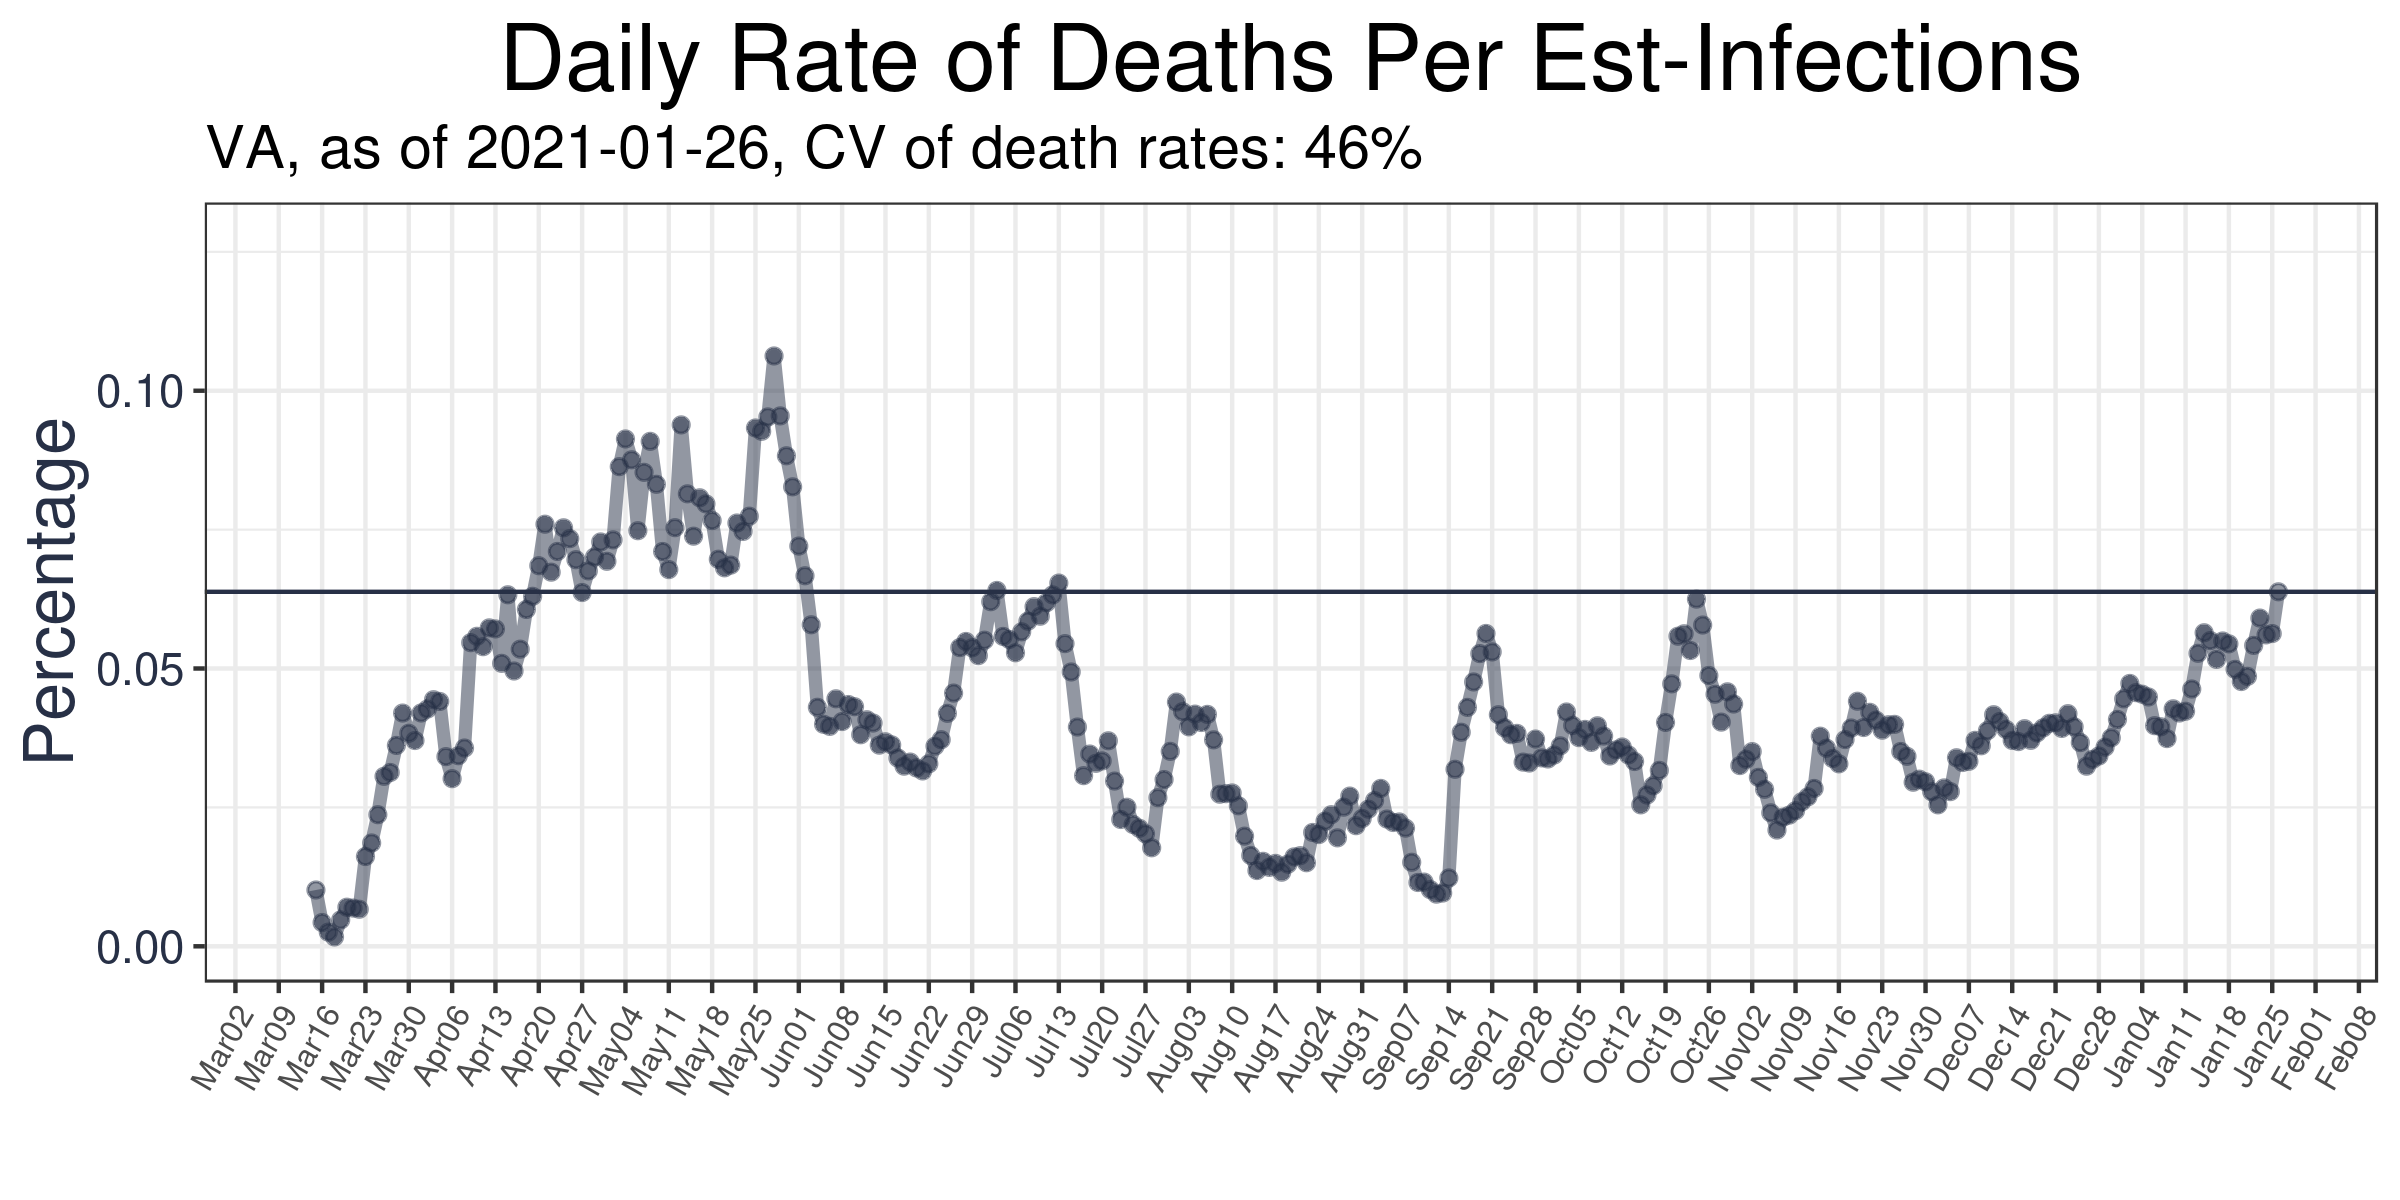 Daily Rate of Deaths Per Est-Infections
VA, as of 2021-01-26, CV of death rates: 46%
Percentage
0.10
0.05
0.00
Mar02 Mar09 Mar16 Mar23 Mar30 Apr06 Apr13 Apr20 Apr27 May04 May11 May18 May25 Jun01 Jun08 Jun15 Jun22 Jun29 Jul06 Jul13 Jul20 Jul27 Aug03 Aug10 Aug17 Aug24 Aug31 Sep07 Sep14 Sep21 Sep28 Oct05 Oct12 Oct19 Oct26 Nov02 Nov09 Nov16 Nov23 Nov30 Dec07 Dec14 Dec21 Dec28 Jan04 Jan11 Jan18 Jan25 Feb01 Feb08